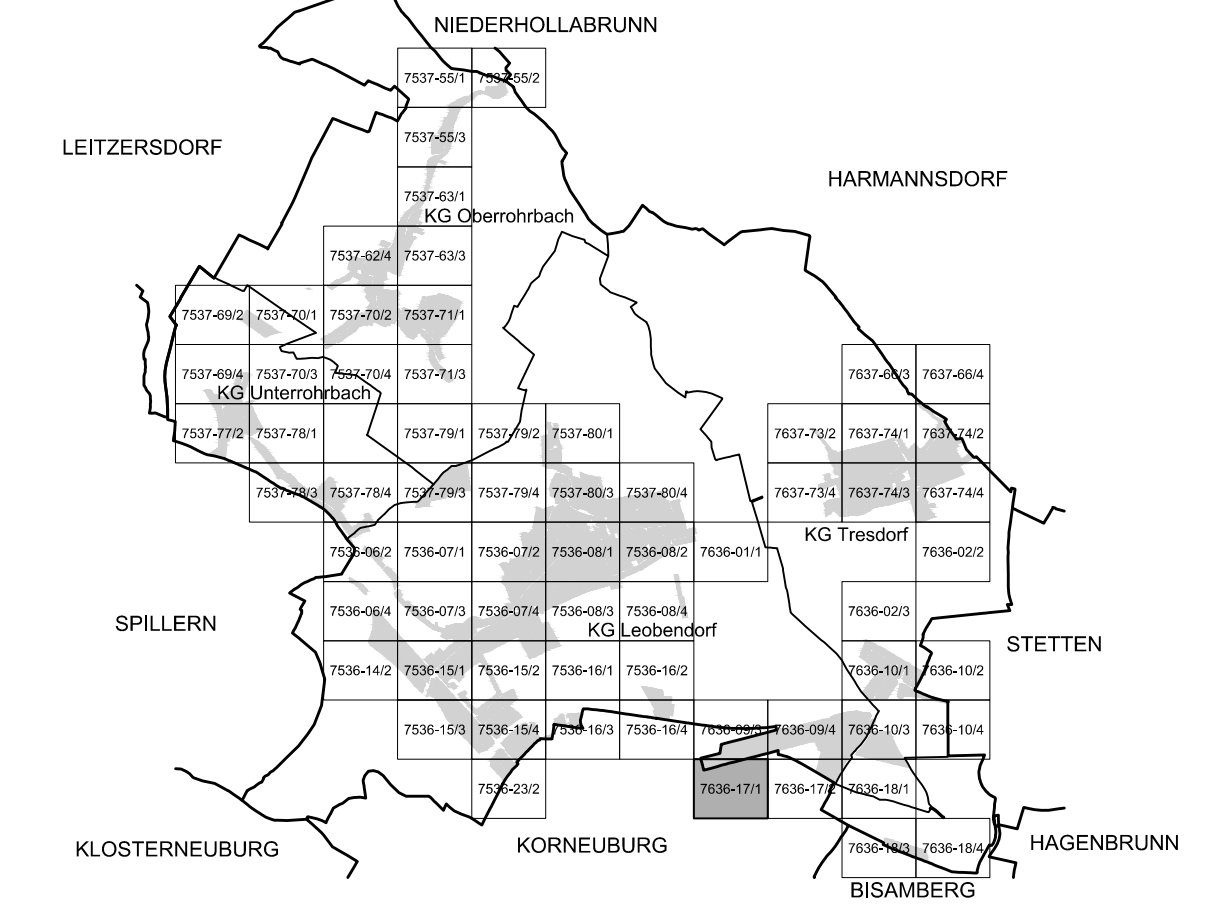 NIEDERHOLLABRUNN
7537-55/1 7537-55/2
7537-55/3
LEITZERSDORF
HARMANNSDORF
7537-63/1
KG Oberrohrbach
7537-62/4 7537-63/3
7537-69/2 7537-70/1 7537-70/2 7537-71/1
7537-69/4 7537-70/3 7537-70/4 7537-71/3 7637-66/3 7637-66/4
KG Unterrohrbach
7537-77/2 7537-78/1 7537-79/1 7537-79/2 7537-80/1 7637-73/2 7637-74/1 7637-74/2
7537-78/3 7537-78/4 7537-79/3 7537-79/4 7537-80/3 7537-80/4 7637-73/4 7637-74/3 7637-74/4
KG Tresdorf
7536-06/2 7536-07/1 7536-07/2 7536-08/1 7536-08/2 7636-01/1 7636-02/2
7536-06/4 7536-07/3 7536-07/4 7536-08/3 7536-08/4 7636-02/3
SPILLERN
KG Leobendorf
STETTEN
7536-14/2 7536-15/1 7536-15/2 7536-16/1 7536-16/2 7636-10/1 7636-10/2
7536-15/3 7536-15/4 7536-16/3 7536-16/4 7636-09/3 7636-09/4 7636-10/3 7636-10/4
7536-23/2 7636-17/1 7636-17/2 7636-18/1
KLOSTERNEUBURG
KORNEUBURG
HAGENBRUNN
7636-18/3 7636-18/4
BISAMBERG